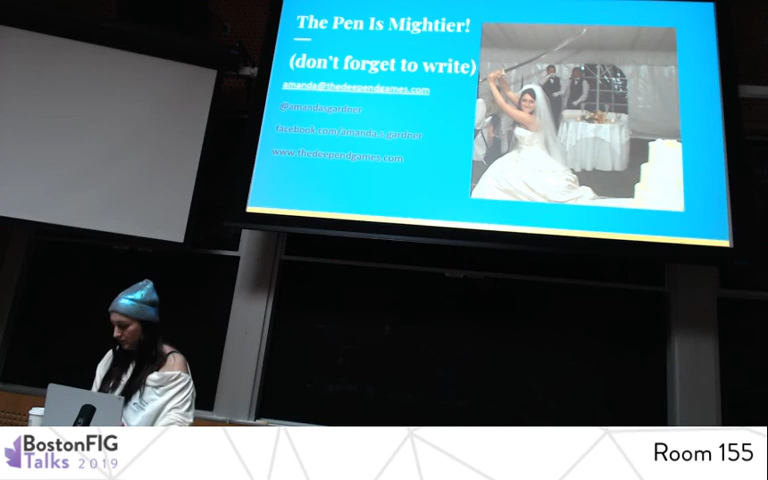 The Pen Is Mightier!
(don't forget to write)
amanda@thedeependgames.com
@amandasgardner
facebook.com/amanda.s.gardner
www.thedeependgames.com
BostonFIG
Talks 2019
Room 155